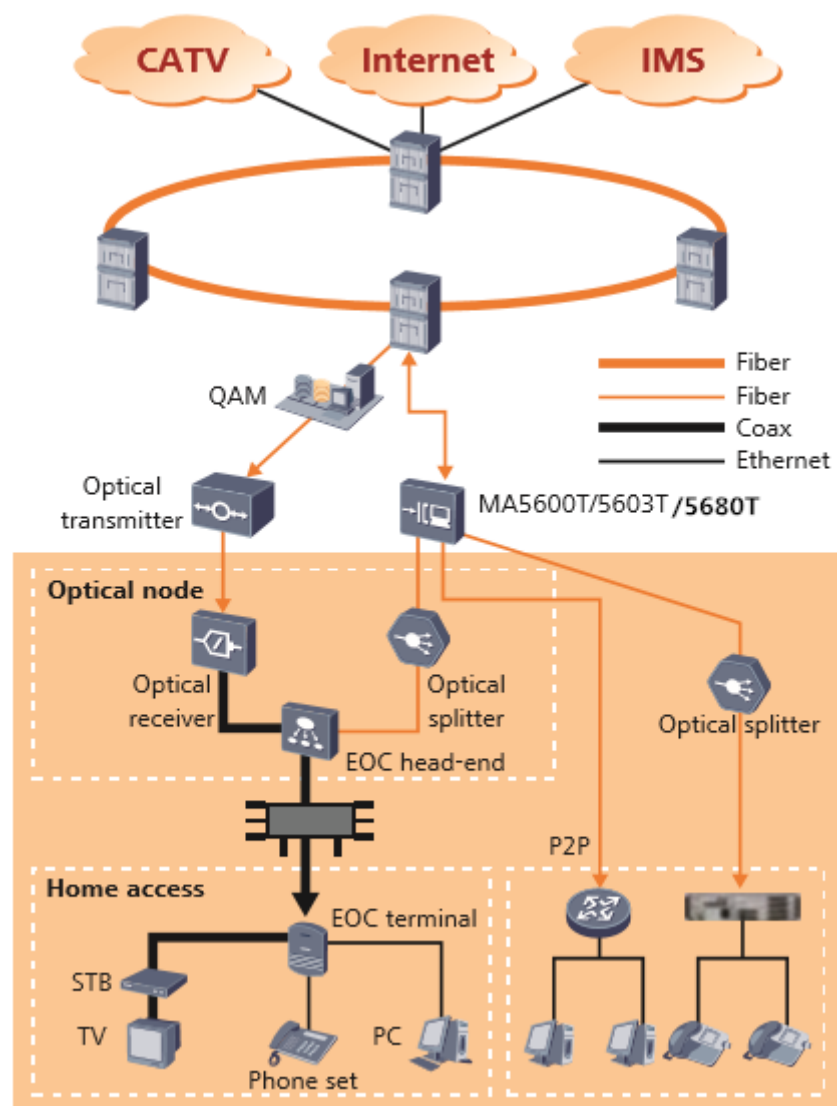 CATV
Internet
IMS
QAM
Fiber
Fiber
Coax
Ethernet
Optical
transmitter
MA5600T/5603T/5680T
Optical node
Optical
receiver
Optical
splitter
EOC head-end
Optical splitter
P2P
Home access
EOC terminal
STB
TV
PC
Phone set